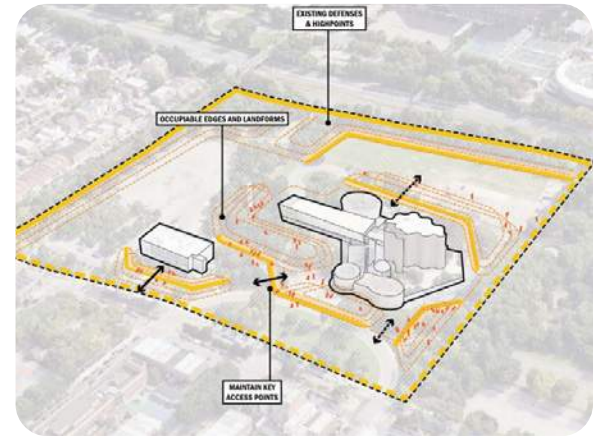 EXISTING DEFENSES
& HIGHPOINTS
OCCUPIABLE EDGES AND LANDFORMS
MAINTAIN KEY
ACCESS POINTS